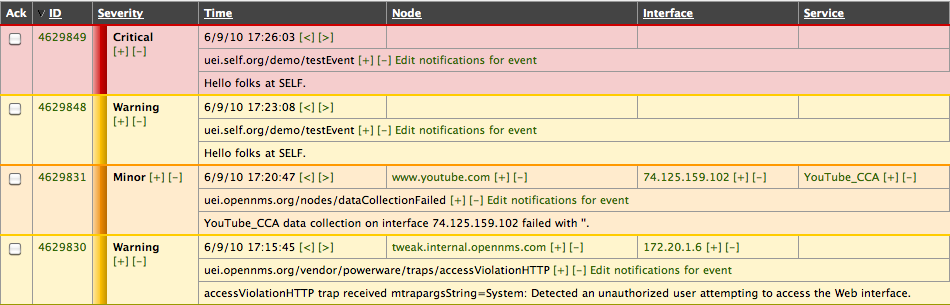 Ack ID Severity Time Node Interface Service
4629849 Critical 6/9/10 17:26:03 [<] [>]
[+] [−]
uei.self.org/demo/testEvent [+] [−] Edit notifications for event
Hello folks at SELF.
4629848 Warning 6/9/10 17:23:08 [<] [>]
[+] [−]
uei.self.org/demo/testEvent [+] [−] Edit notifications for event
Hello folks at SELF.
4629831 Minor [+] [−] 6/9/10 17:20:47 [<] [>] www.youtube.com [+] [−] 74.125.159.102 [+] [−] YouTube_CCA [+] [−]
uei.opennms.org/nodes/dataCollectionFailed [+] [−] Edit notifications for event
YouTube_CCA data collection on interface 74.125.159.102 failed with ''.
4629830 Warning 6/9/10 17:15:45 [<] [>] tweak.internal.opennms.com [+] [−] 172.20.1.6 [+] [−]
[+] [−]
uei.opennms.org/vendor/powerware/traps/accessViolationHTTP [+] [−] Edit notifications for event
accessViolationHTTP trap received mtrapargsString=System: Detected an unauthorized user attempting to access the Web interface.